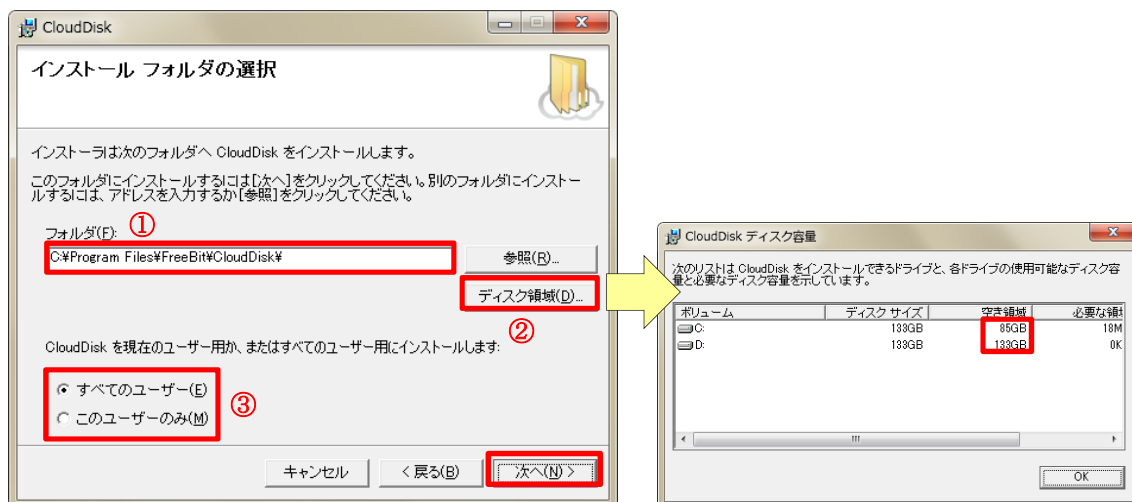 CloudDisk
インストール フォルダの選択
インストーラは次のフォルダへ CloudDisk をインストールします。
このフォルダにインストールするには[次へ]をクリックしてください。別のフォルダにインストー
ルするには、アドレスを入力するか[参照]をクリックしてください。
フォルダ(F):
①
C:¥Program Files¥FreeBit¥CloudDisk¥
参照(R)...
ディスク領域(D)...
②
CloudDisk を現在のユーザー用か、またはすべてのユーザー用にインストールします:
すべてのユーザー(E)
このユーザーのみ(M)
③
キャンセル
< 戻る(B)
次へ(N) >
CloudDisk ディスク容量
次のリストは CloudDisk をインストールできるドライブと、各ドライブの使用可能なディスク容
量と必要なディスク容量を示しています。
ボリューム ディスク サイズ 空き領域 必要な領域
C: 133GB 85GB 18M
D: 133GB 133GB 0K
OK